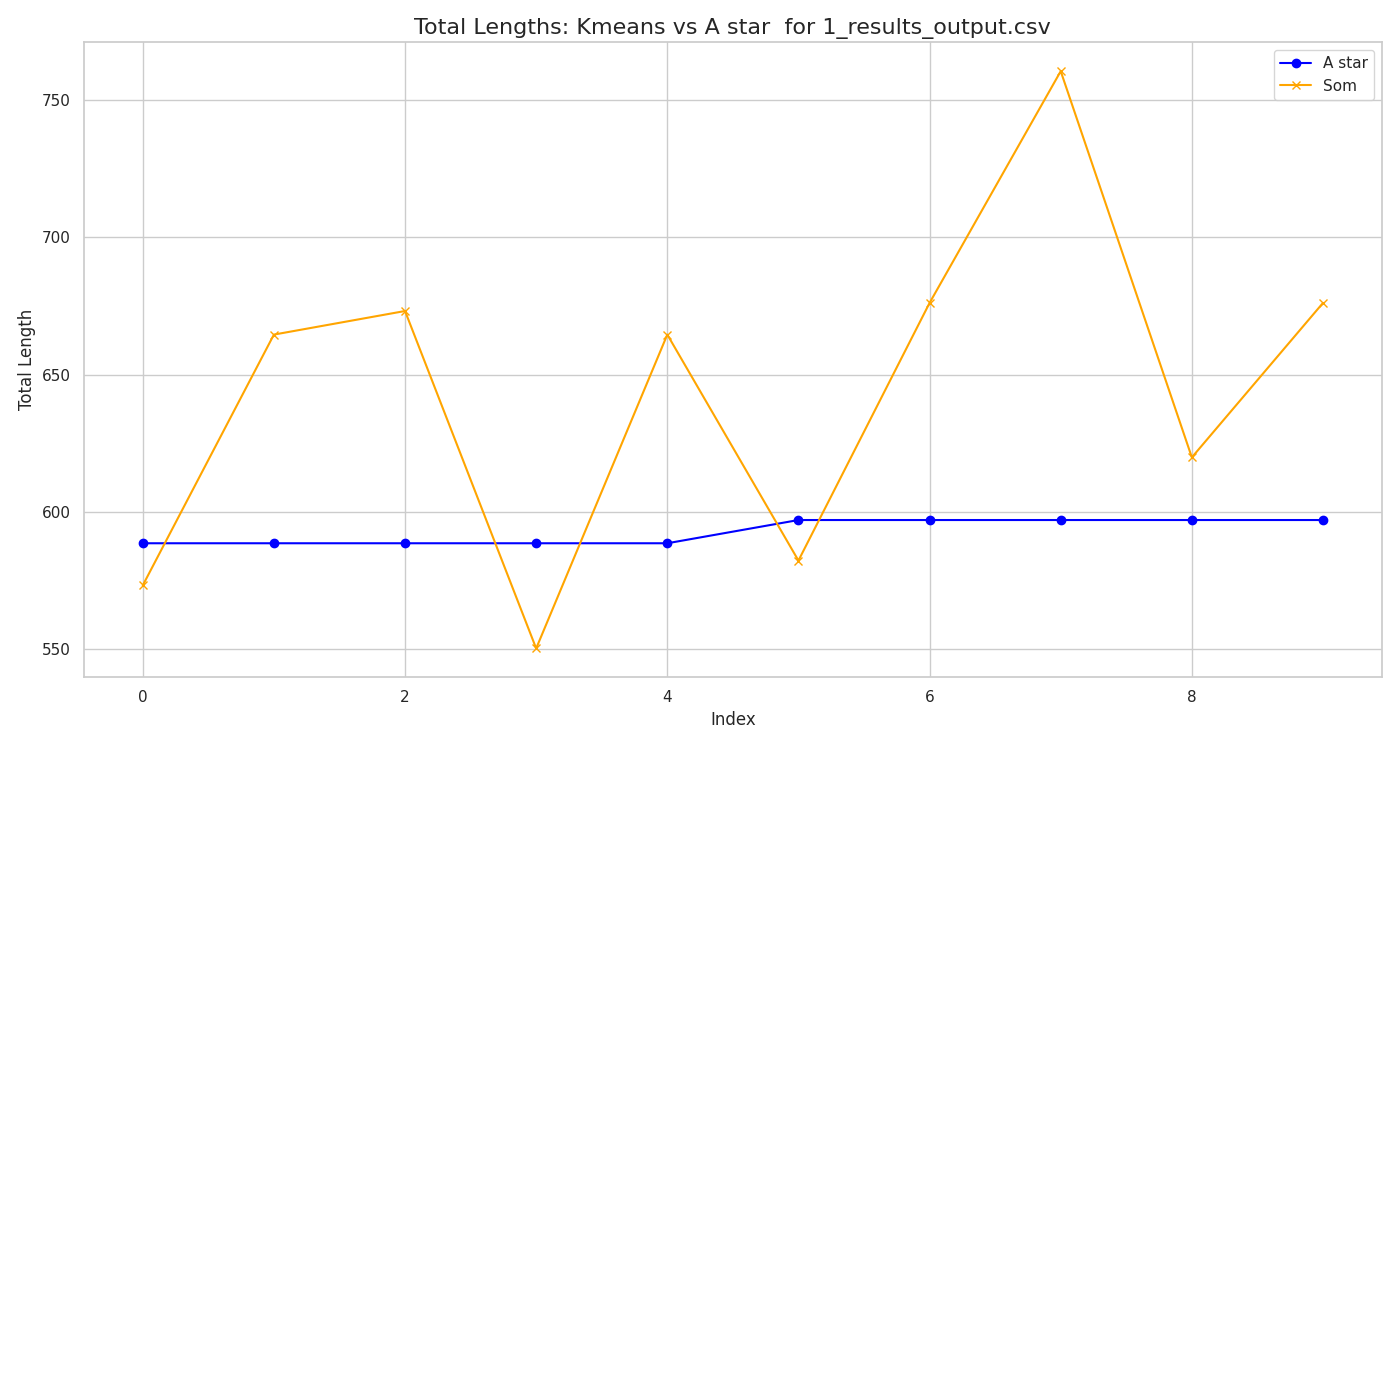 Total Lengths: Kmeans vs A star  for 1_results_output.csv
A star
Som
750
700
650
600
550
Total Length
0 2 4 6 8
Index